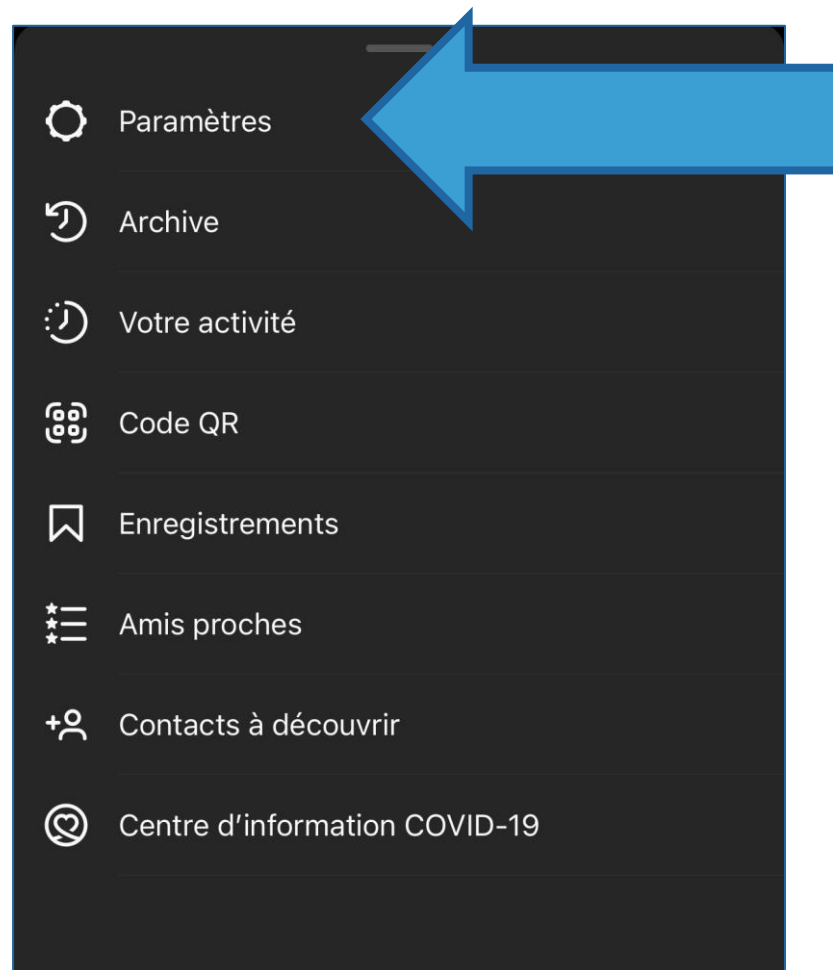 Paramètres
Archive
Votre activité
Code QR
Enregistrements
Amis proches
Contacts à découvrir
Centre d’information COVID-19